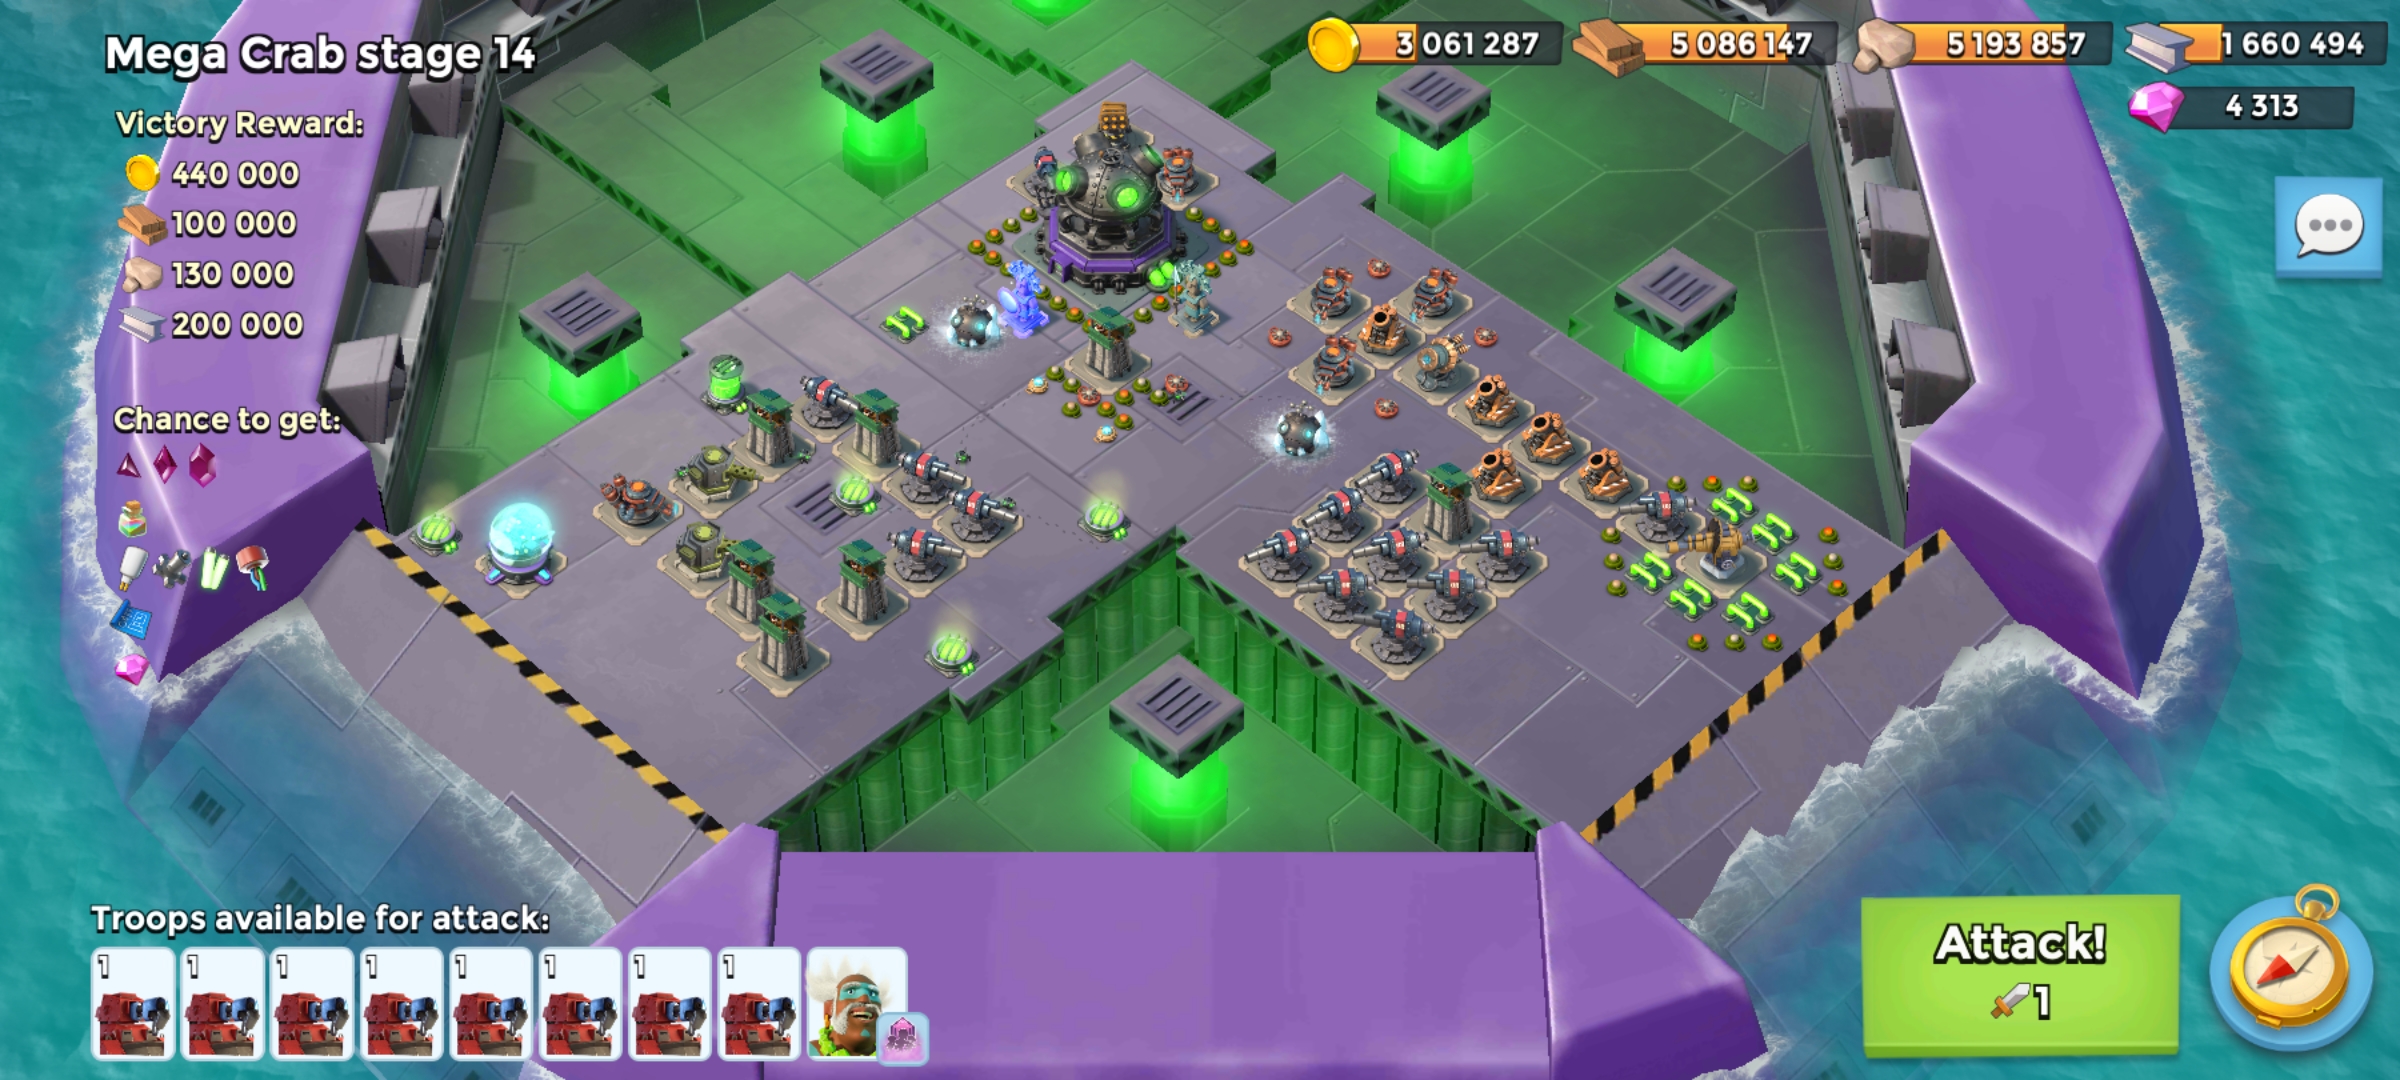 Mega Crab stage 14
3 061 287
5 086 147
5 193 857
1 660 494
4 313
Victory Reward:
440 000
100 000
130 000
200 000
Chance to get:
Troops available for attack:
1 1 1 1 1 1 1 1
Attack!
1